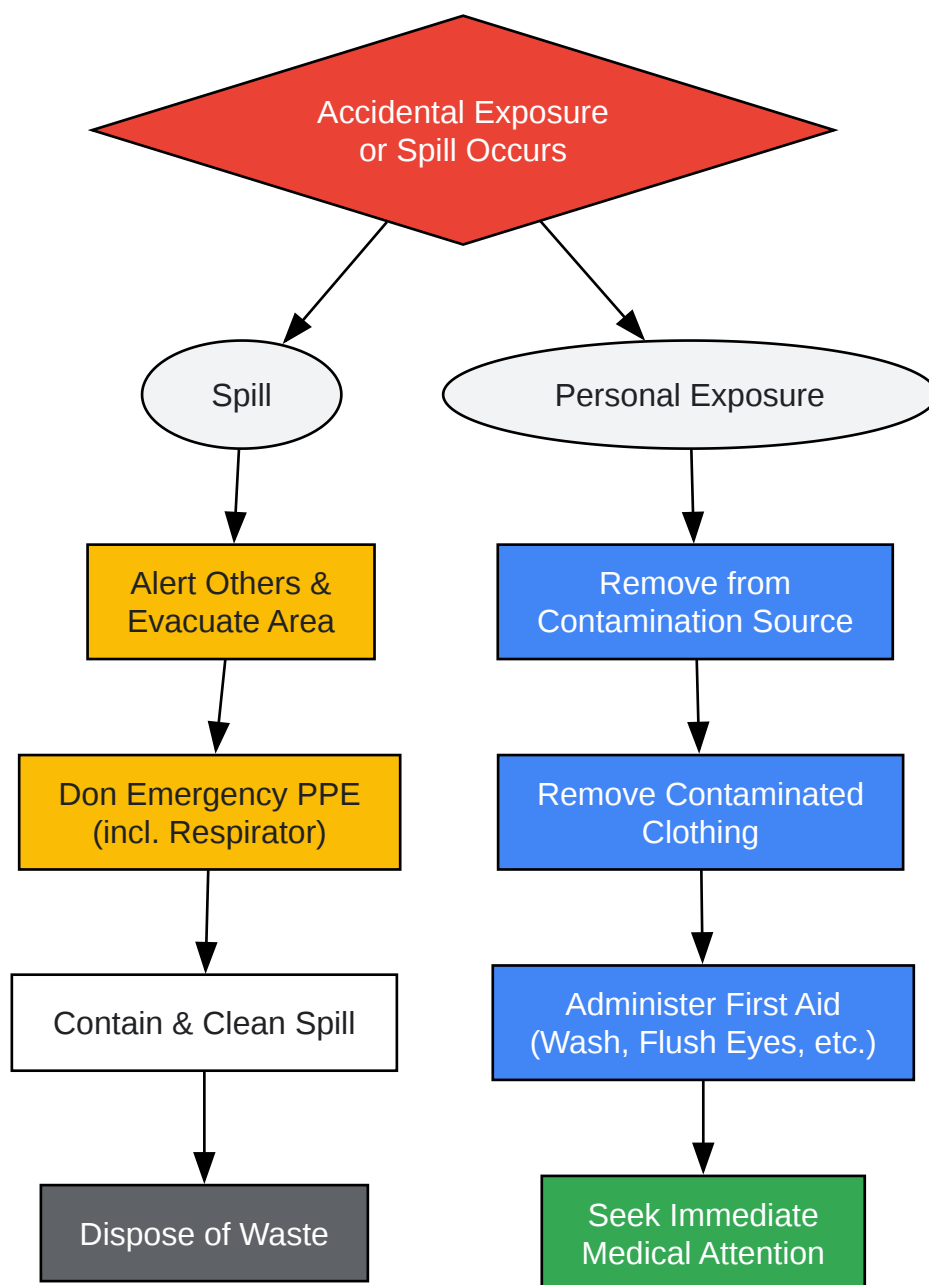 Accidental Exposure
or Spill Occurs
Spill
Personal Exposure
Alert Others &
Evacuate Area
Remove from
Contamination Source
Don Emergency PPE
(incl. Respirator)
Remove Contaminated
Clothing
Contain & Clean Spill
Administer First Aid
(Wash, Flush Eyes, etc.)
Dispose of Waste
Seek Immediate
Medical Attention